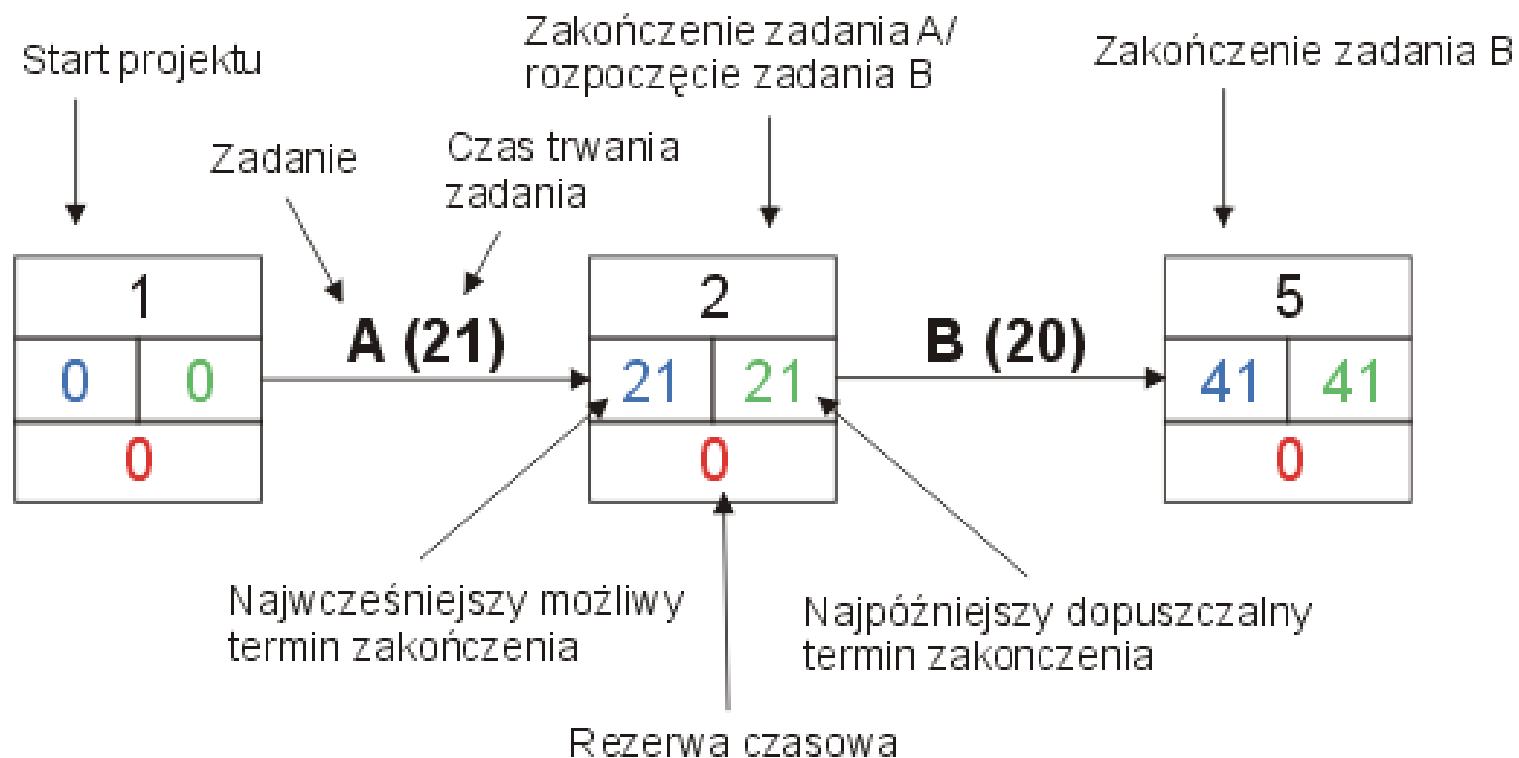 Start projektu
Zakończenie zadania A/
rozpoczęcie zadania B
Zakończenie zadania B
Zadanie
Czas trwania
zadania
1
0 0
0
A (21)
2
21 21
0
B (20)
5
41 41
0
Najwcześniejszy możliwy
termin zakończenia
Najpóźniejszy dopuszczalny
termin zakonczenia
Rezerwa czasowa